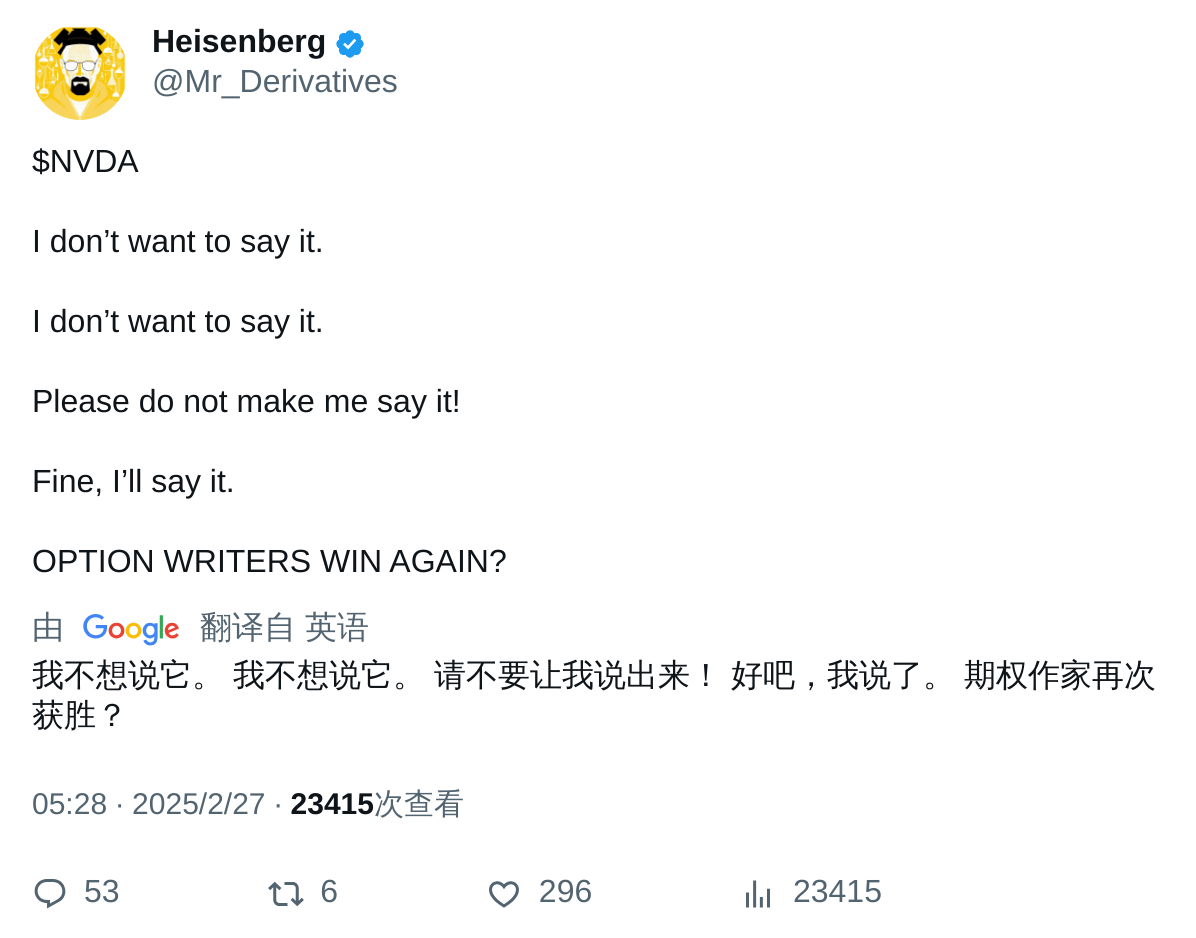 Heisenberg
@Mr_Derivatives
$NVDA
I don’t want to say it.
I don’t want to say it.
Please do not make me say it!
Fine, I’ll say it.
OPTION WRITERS WIN AGAIN?
由 Google 翻译自 英语
我不想说它。 我不想说它。 请不要让我说出来！ 好吧，我说了。 期权作家再次
获胜？
05:28 · 2025/2/27 · 23415次查看
53 6 296 23415